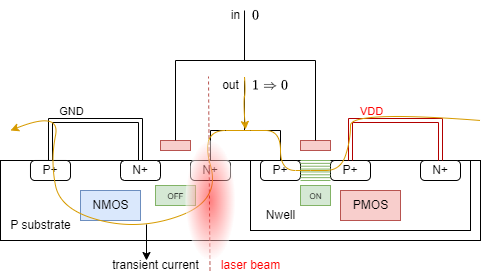 in 0
out 1 ⇒ 0
GND
VDD
P+ N+ N+ P+ P+ N+
OFF ON
NMOS PMOS
P substrate
Nwell
transient current laser beam